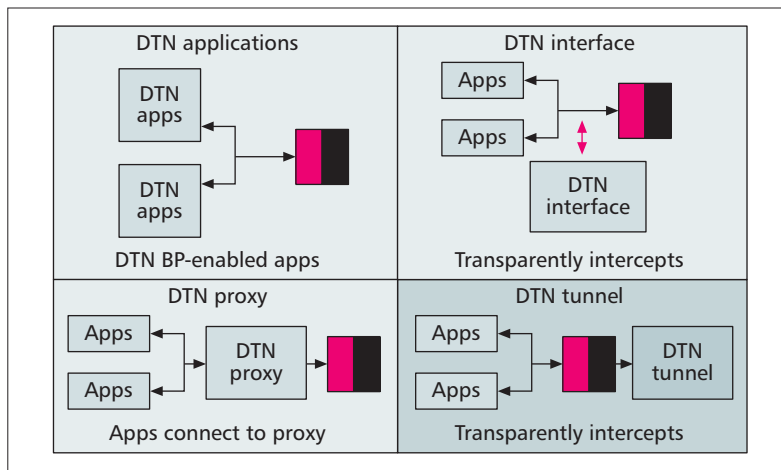 DTN applications
DTN
apps
DTN
apps
DTN BP-enabled apps
DTN interface
Apps
Apps
DTN
interface
Transparently intercepts
DTN proxy
Apps
Apps
DTN
proxy
Apps connect to proxy
DTN tunnel
Apps
Apps
DTN
tunnel
Transparently intercepts